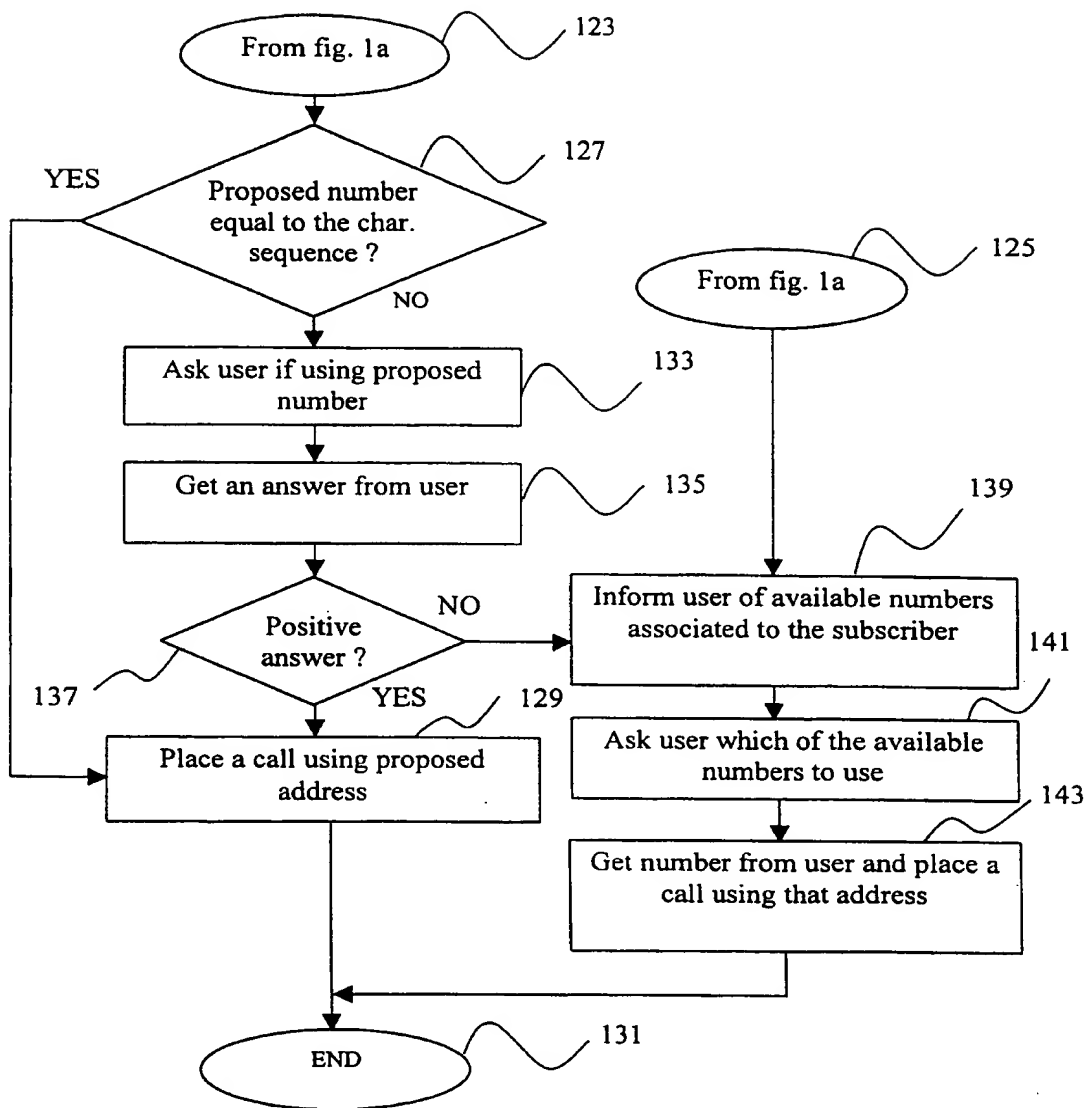 From fig. 1a
123
127
YES
Proposed number
equal to the char.
sequence ?
NO
125
From fig. 1a
Ask user if using proposed
number
133
Get an answer from user
135
139
Positive
answer ?
NO
137
YES
Inform user of available numbers
associated to the subscriber
141
129
Place a call using proposed
address
Ask user which of the available
numbers to use
143
Get number from user and place a
call using that address
END
131